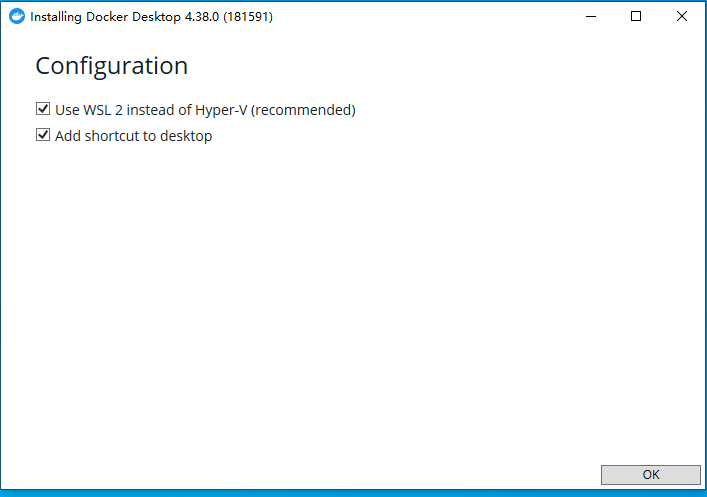 Installing Docker Desktop 4.38.0 (181591)
Configuration
Use WSL 2 instead of Hyper-V (recommended)
Add shortcut to desktop
OK